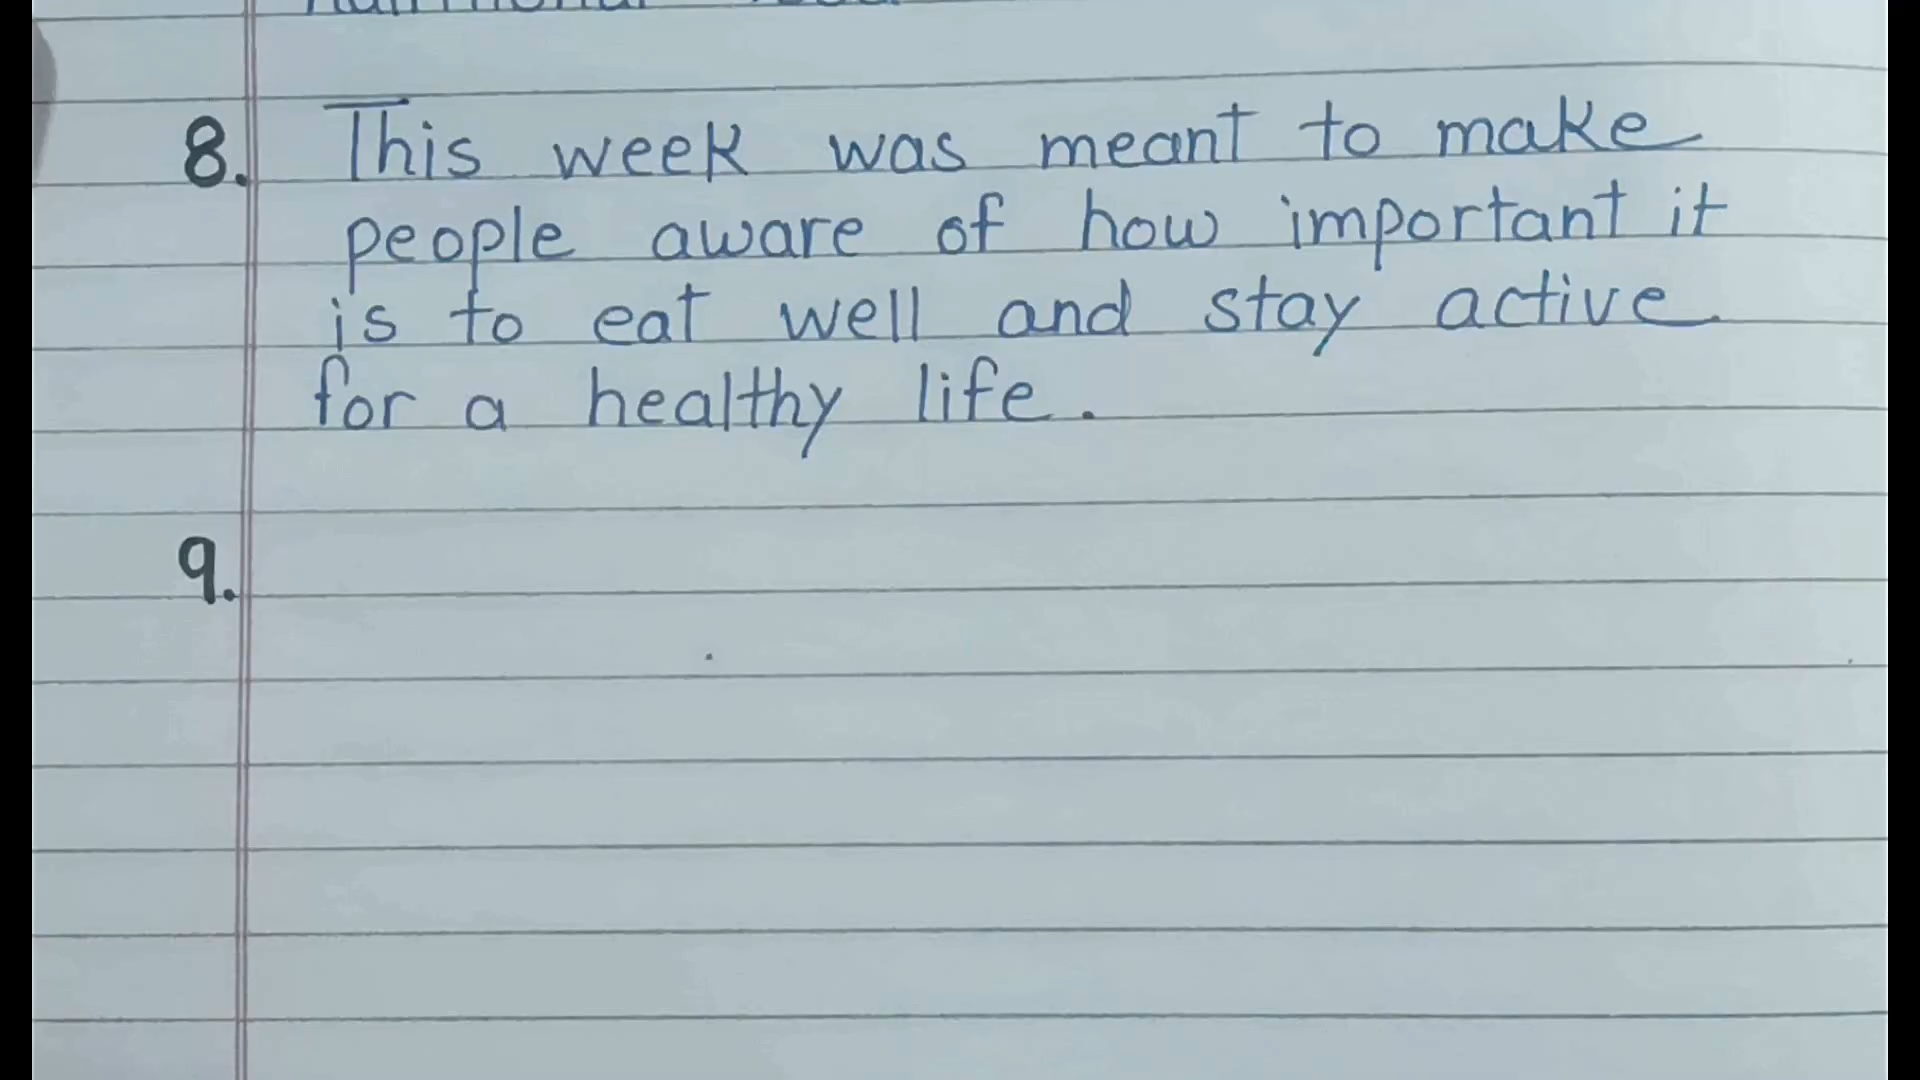 8. This week was meant to make
people aware of how important it
is to eat well and stay active
for a healthy life.
9.